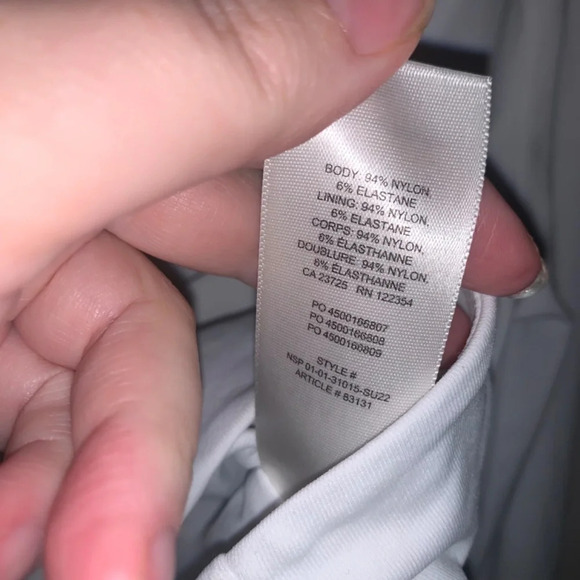 BODY: 94% NYLON.
6% ELASTANE
LINING: 94% NYLON.
6% ELASTANE
CORPS: 94% NYLON.
6% ÉLASTHANNE
DOUBLURE: 94% NYLON.
6% ÉLASTHANNE
CA 23725 RN 122354
PO 4500166807
PO 4500166808
PO 4500166809
STYLE #
NSP 01-01-31015-SU22
ARTICLE # 83131